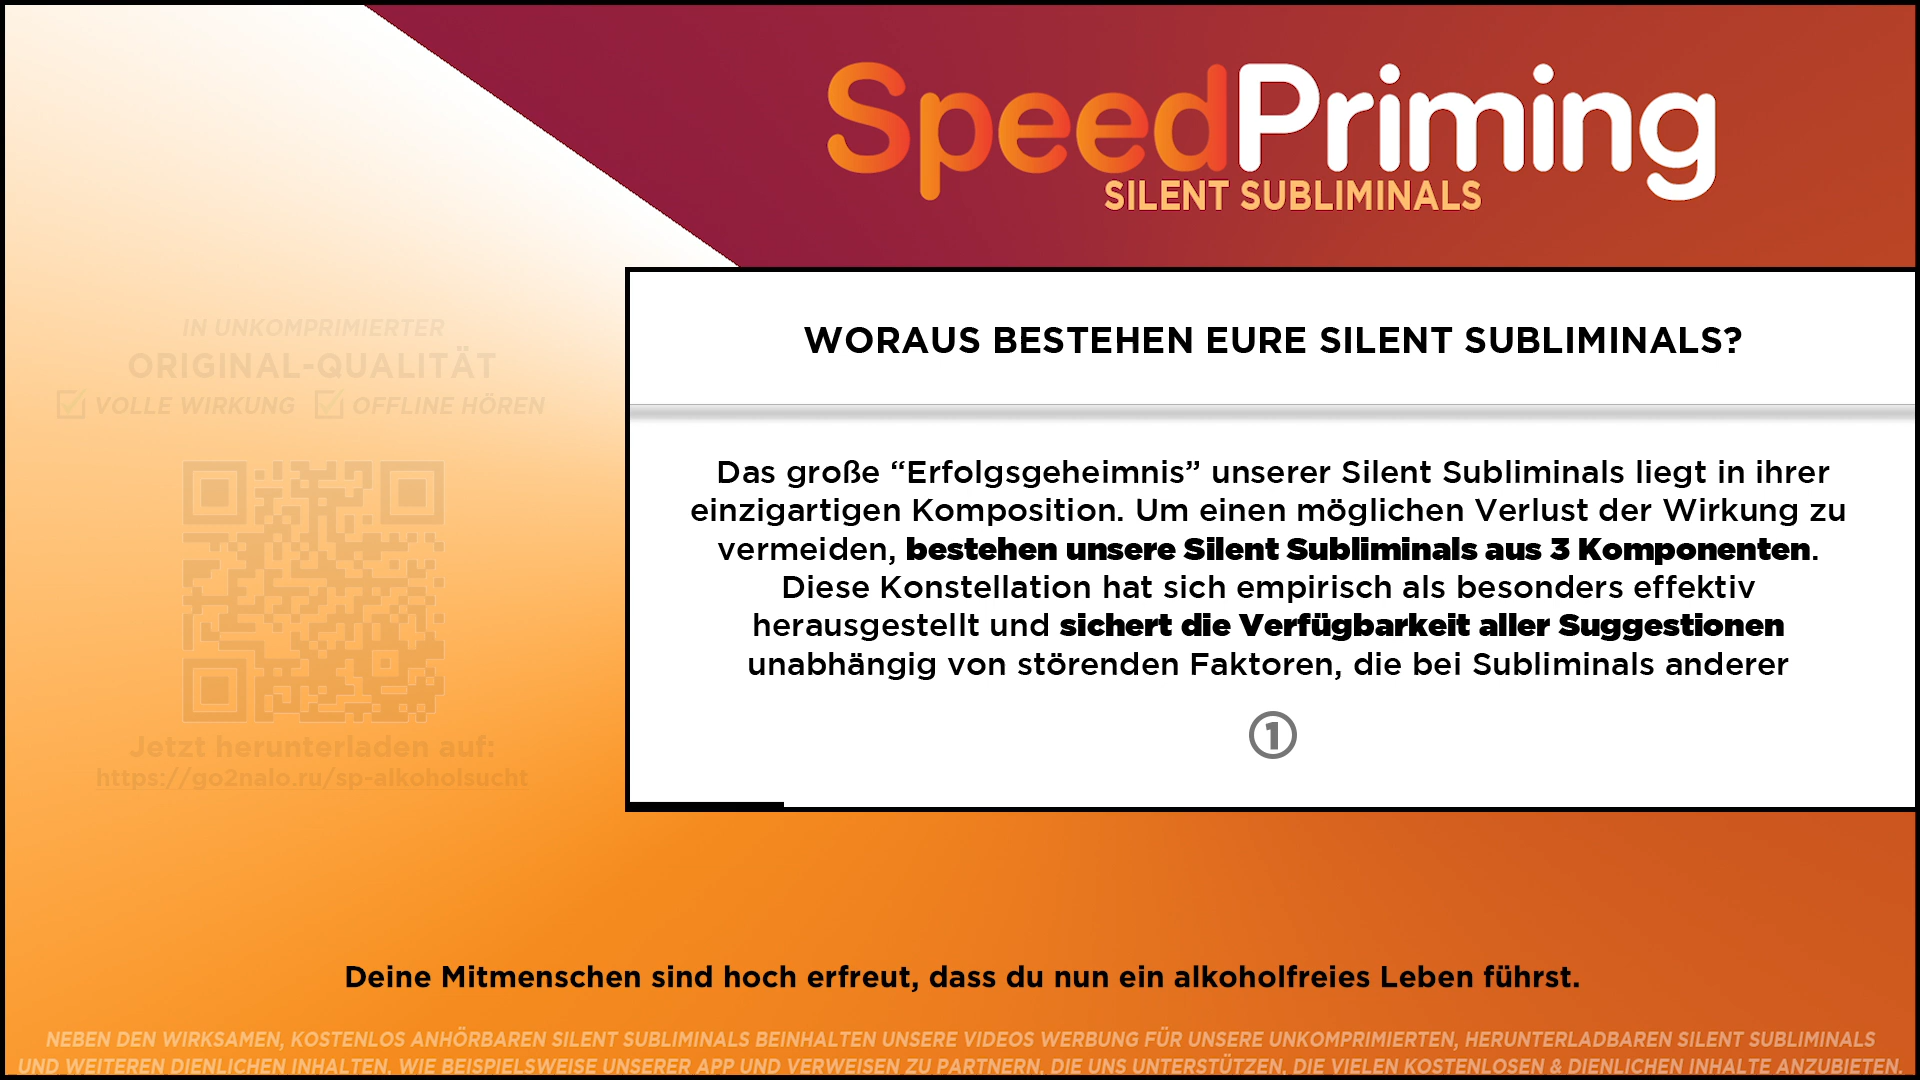 SpeedPriming
SILENT SUBLIMINALS
IN UNKOMPRIMIERTER
ORIGINAL-QUALITÄT
VOLLE WIRKUNG OFFLINE HÖREN
Jetzt herunterladen auf:
https://go2nalo.ru/sp-alkoholsucht
WORAUS BESTEHEN EURE SILENT SUBLIMINALS?
Das große “Erfolgsgeheimnis” unserer Silent Subliminals liegt in ihrer
einzigartigen Komposition. Um einen möglichen Verlust der Wirkung zu
vermeiden, bestehen unsere Silent Subliminals aus 3 Komponenten.
Diese Konstellation hat sich empirisch als besonders effektiv
herausgestellt und sichert die Verfügbarkeit aller Suggestionen
unabhängig von störenden Faktoren, die bei Subliminals anderer
①
Deine Mitmenschen sind hoch erfreut, dass du nun ein alkoholfreies Leben führst.
NEBEN DEN WIRKSAMEN, KOSTENLOS ANHÖRBAREN SILENT SUBLIMINALS BEINHALTEN UNSERE VIDEOS WERBUNG FÜR UNSERE UNKOMPRIMIERTEN, HERUNTERLADBAREN SILENT SUBLIMINALS
UND WEITEREN DIENLICHEN INHALTEN, WIE BEISPIELSWEISE UNSERER APP UND VERWEISEN ZU PARTNERN, DIE UNS UNTERSTÜTZEN, DIE VIELEN KOSTENLOSEN & DIENLICHEN INHALTE ANZUBIETEN.